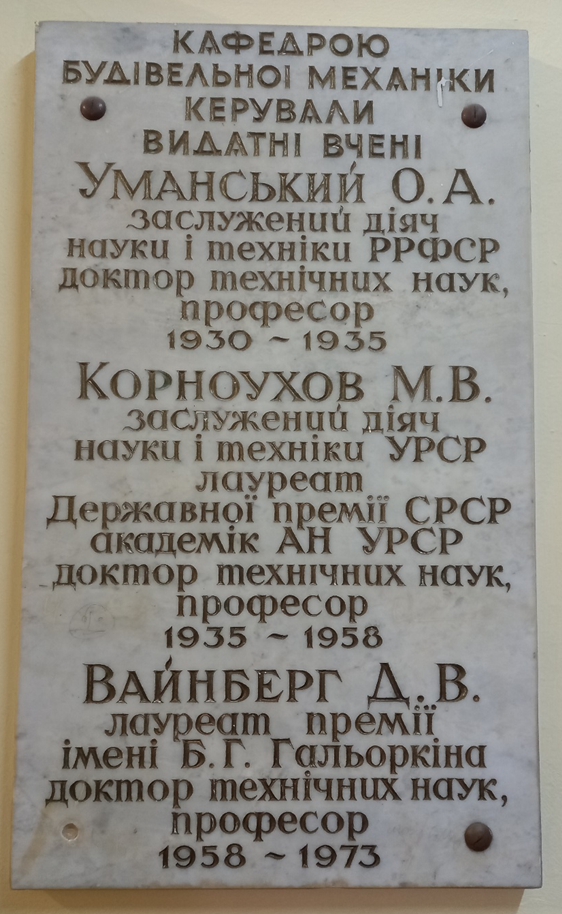 КАФЕДРОЮ
БУДІВЕЛЬНОЇ МЕХАНІКИ
КЕРУВАЛИ
ВИДАТНІ ВЧЕНІ
УМАНСЬКИЙ О.А.
заслужений діяч
науки і техніки РРФСР
доктор технічних наук,
професор
1930 ~ 1935
КОРНОУХОВ М.В.
заслужений діяч
науки і техніки УРСР
лауреат
Державної премії СРСР
академік АН УРСР
доктор технічних наук,
професор
1935 ~ 1958
ВАЙНБЕРГ Д.В.
лауреат премії
імені Б.Г. Гальоркіна
доктор технічних наук,
професор
1958 ~ 1973